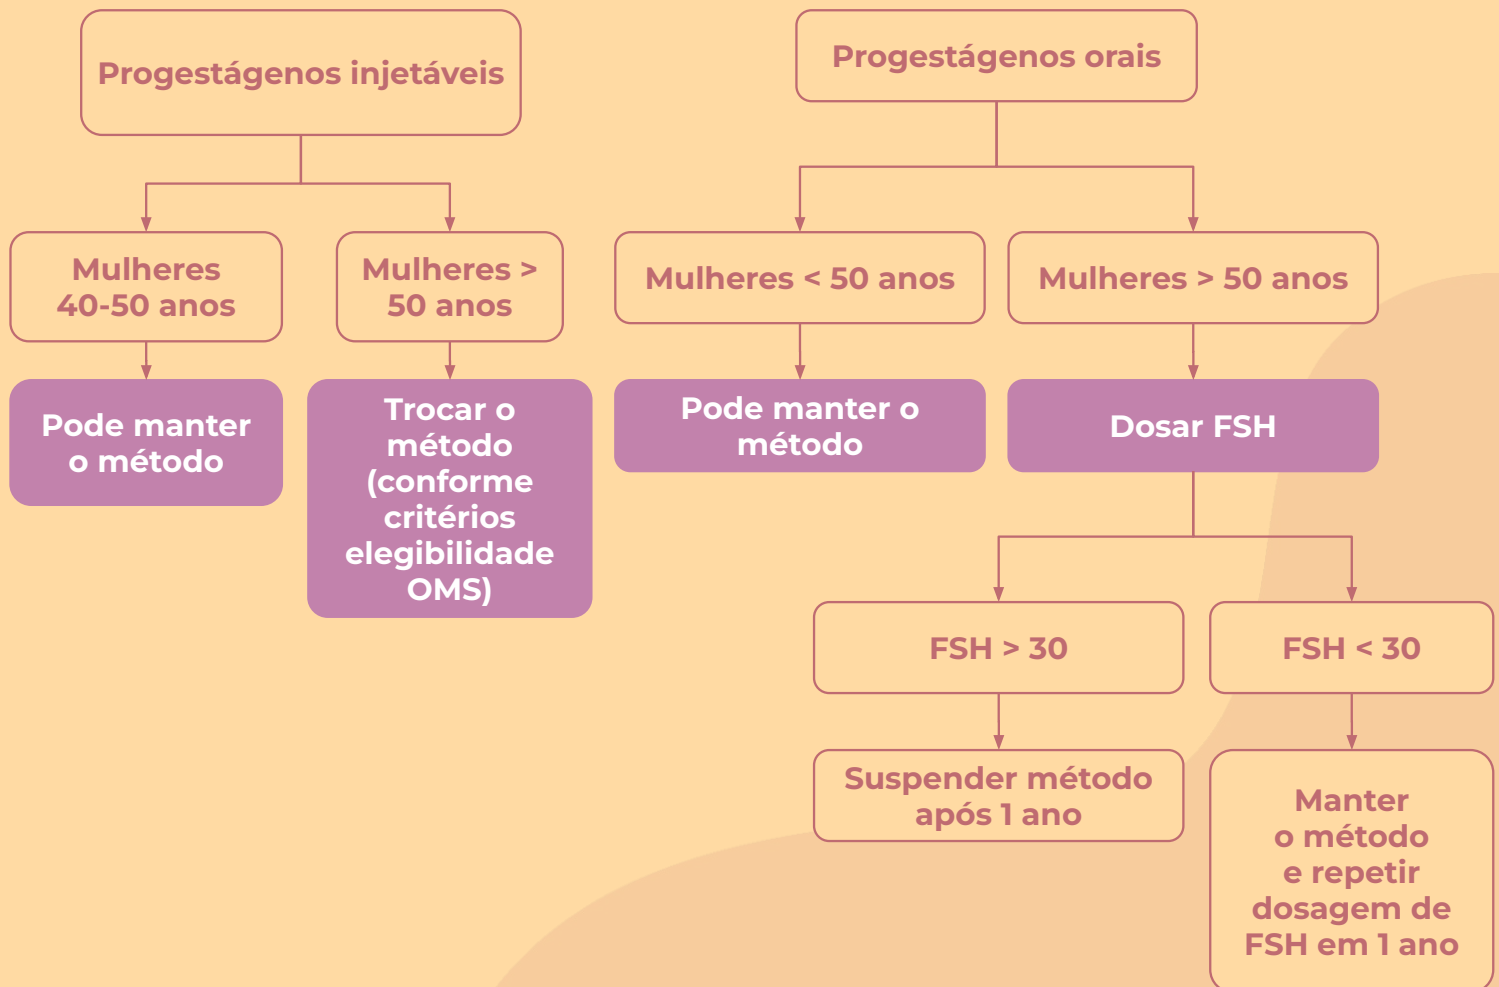 Progestágenos injetáveis
Mulheres
40-50 anos
Pode manter
o método
Mulheres >
50 anos
Trocar o
método
(conforme
critérios
elegibilidade
OMS)
Progestágenos orais
Mulheres < 50 anos
Pode manter o
método
Mulheres > 50 anos
Dosar FSH
FSH > 30
Suspender método
após 1 ano
FSH < 30
Manter
o método
e repetir
dosagem de
FSH em 1 ano